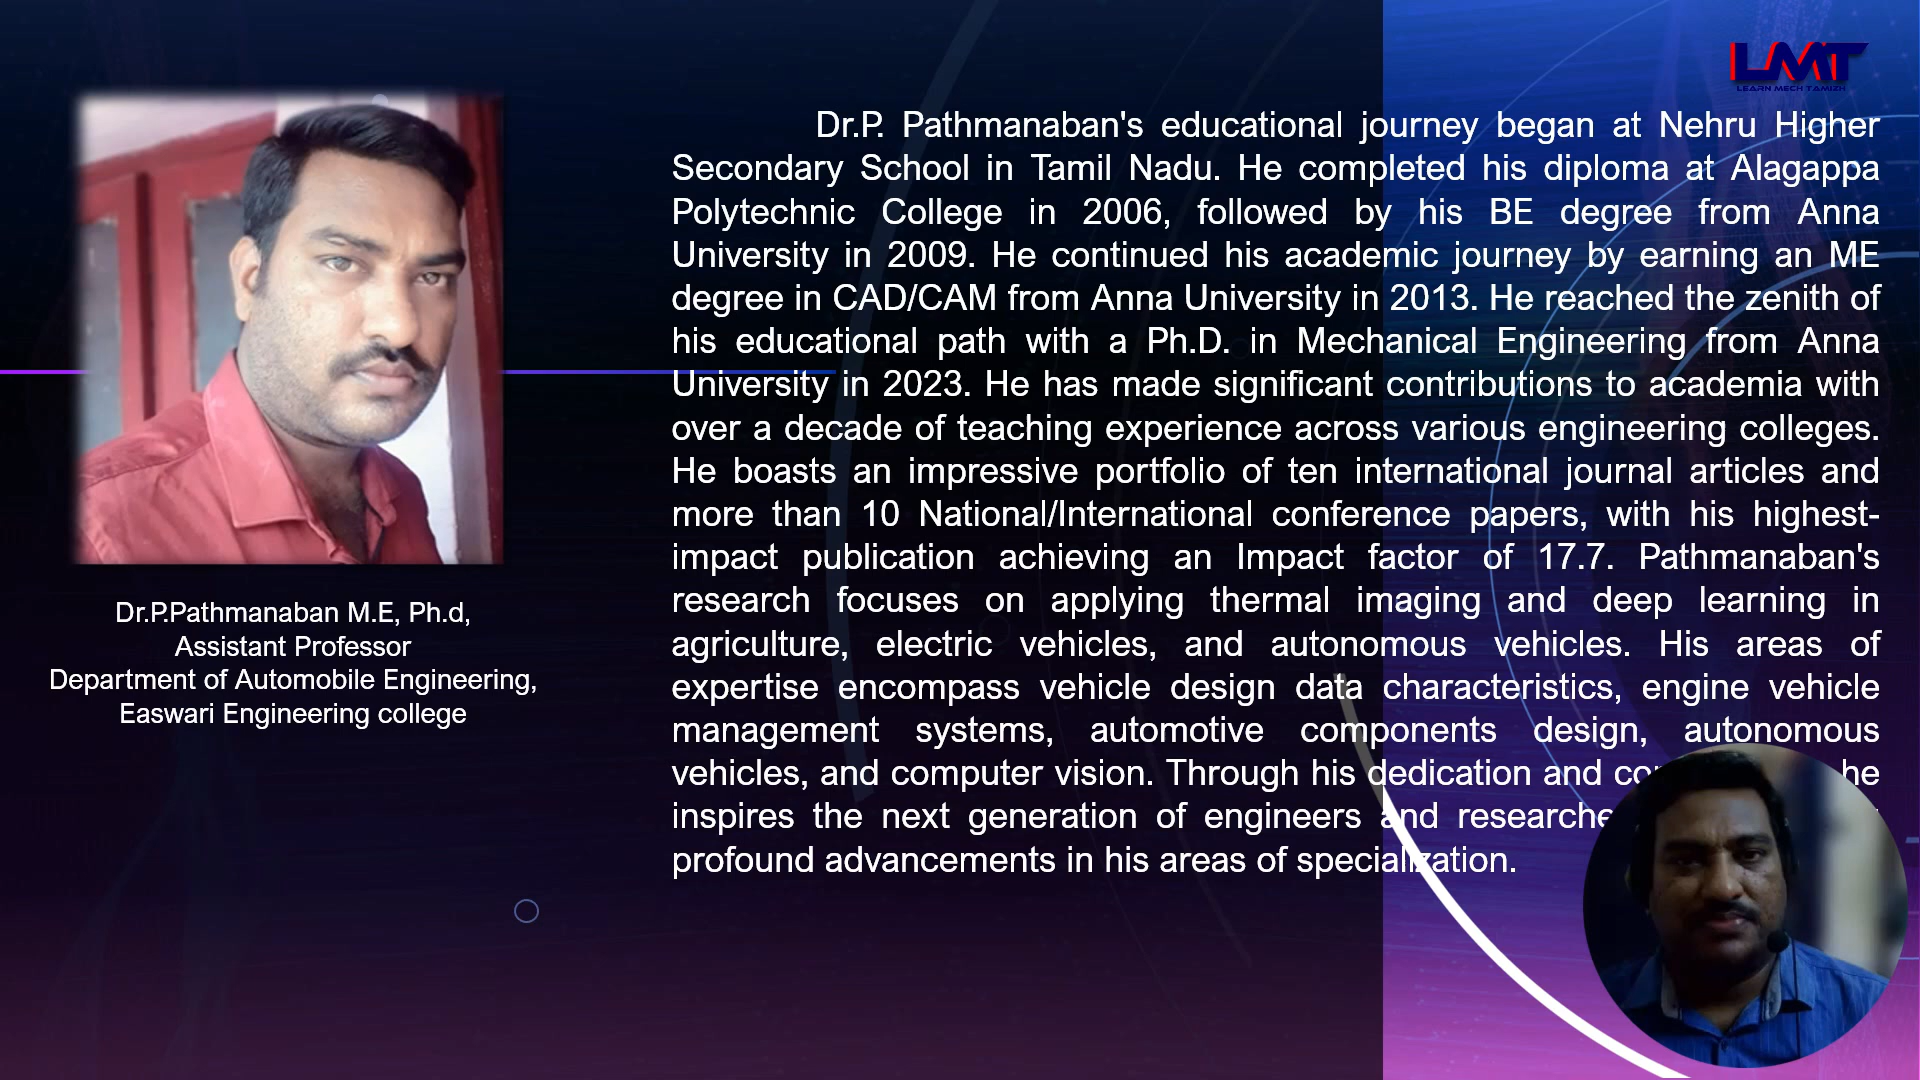 LMT
LEARN MECH TAMIZH
Dr.P. Pathmanaban's educational journey began at Nehru Higher
Secondary School in Tamil Nadu. He completed his diploma at Alagappa
Polytechnic College in 2006, followed by his BE degree from Anna
University in 2009. He continued his academic journey by earning an ME
degree in CAD/CAM from Anna University in 2013. He reached the zenith of
his educational path with a Ph.D. in Mechanical Engineering from Anna
University in 2023. He has made significant contributions to academia with
over a decade of teaching experience across various engineering colleges.
He boasts an impressive portfolio of ten international journal articles and
more than 10 National/International conference papers, with his highest-
impact publication achieving an Impact factor of 17.7. Pathmanaban's
research focuses on applying thermal imaging and deep learning in
agriculture, electric vehicles, and autonomous vehicles. His areas of
expertise encompass vehicle design data characteristics, engine vehicle
management systems, automotive components design, autonomous
vehicles, and computer vision. Through his dedication and he
inspires the next generation of engineers and
profound advancements in his areas of specialization.
Dr.P.Pathmanaban M.E, Ph.d,
Assistant Professor
Department of Automobile Engineering,
Easwari Engineering college